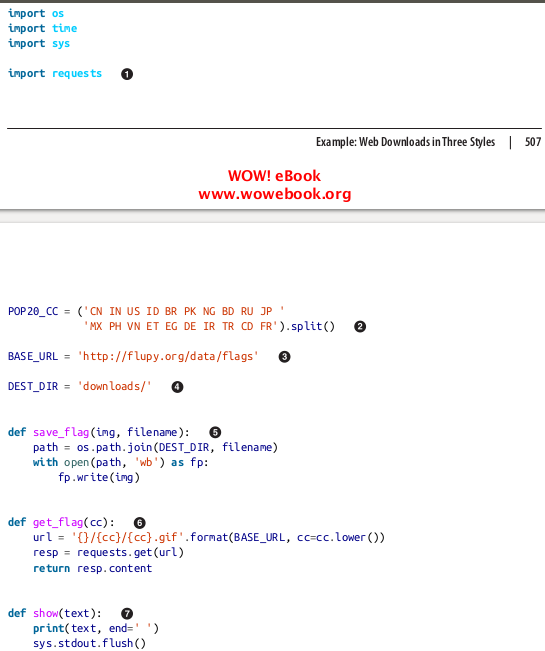 import os
import time
import sys
import requests ❶
Example: Web Downloads in Three Styles | 507
WOW! eBook
www.wowebook.org
POP20_CC = ('CN IN US ID BR PK NG BD RU JP '
'MX PH VN ET EG DE IR TR CD FR').split() ❷
BASE_URL = 'http://flupy.org/data/flags' ❸
DEST_DIR = 'downloads/' ❹
def save_flag(img, filename): ❺
path = os.path.join(DEST_DIR, filename)
with open(path, 'wb') as fp:
fp.write(img)
def get_flag(cc): ❻
url = '{}/{cc}/{cc}.gif'.format(BASE_URL, cc=cc.lower())
resp = requests.get(url)
return resp.content
def show(text): ❼
print(text, end=' ')
sys.stdout.flush()